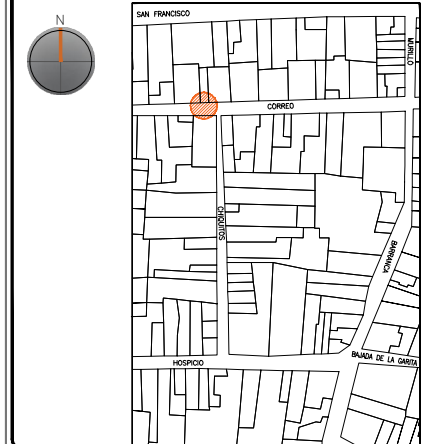 N
SAN FRANCISCO
MURILLO
CORREO
CHIQUITOS
BARRANCA
HOSPICIO
BAJADA DE LA GARITA